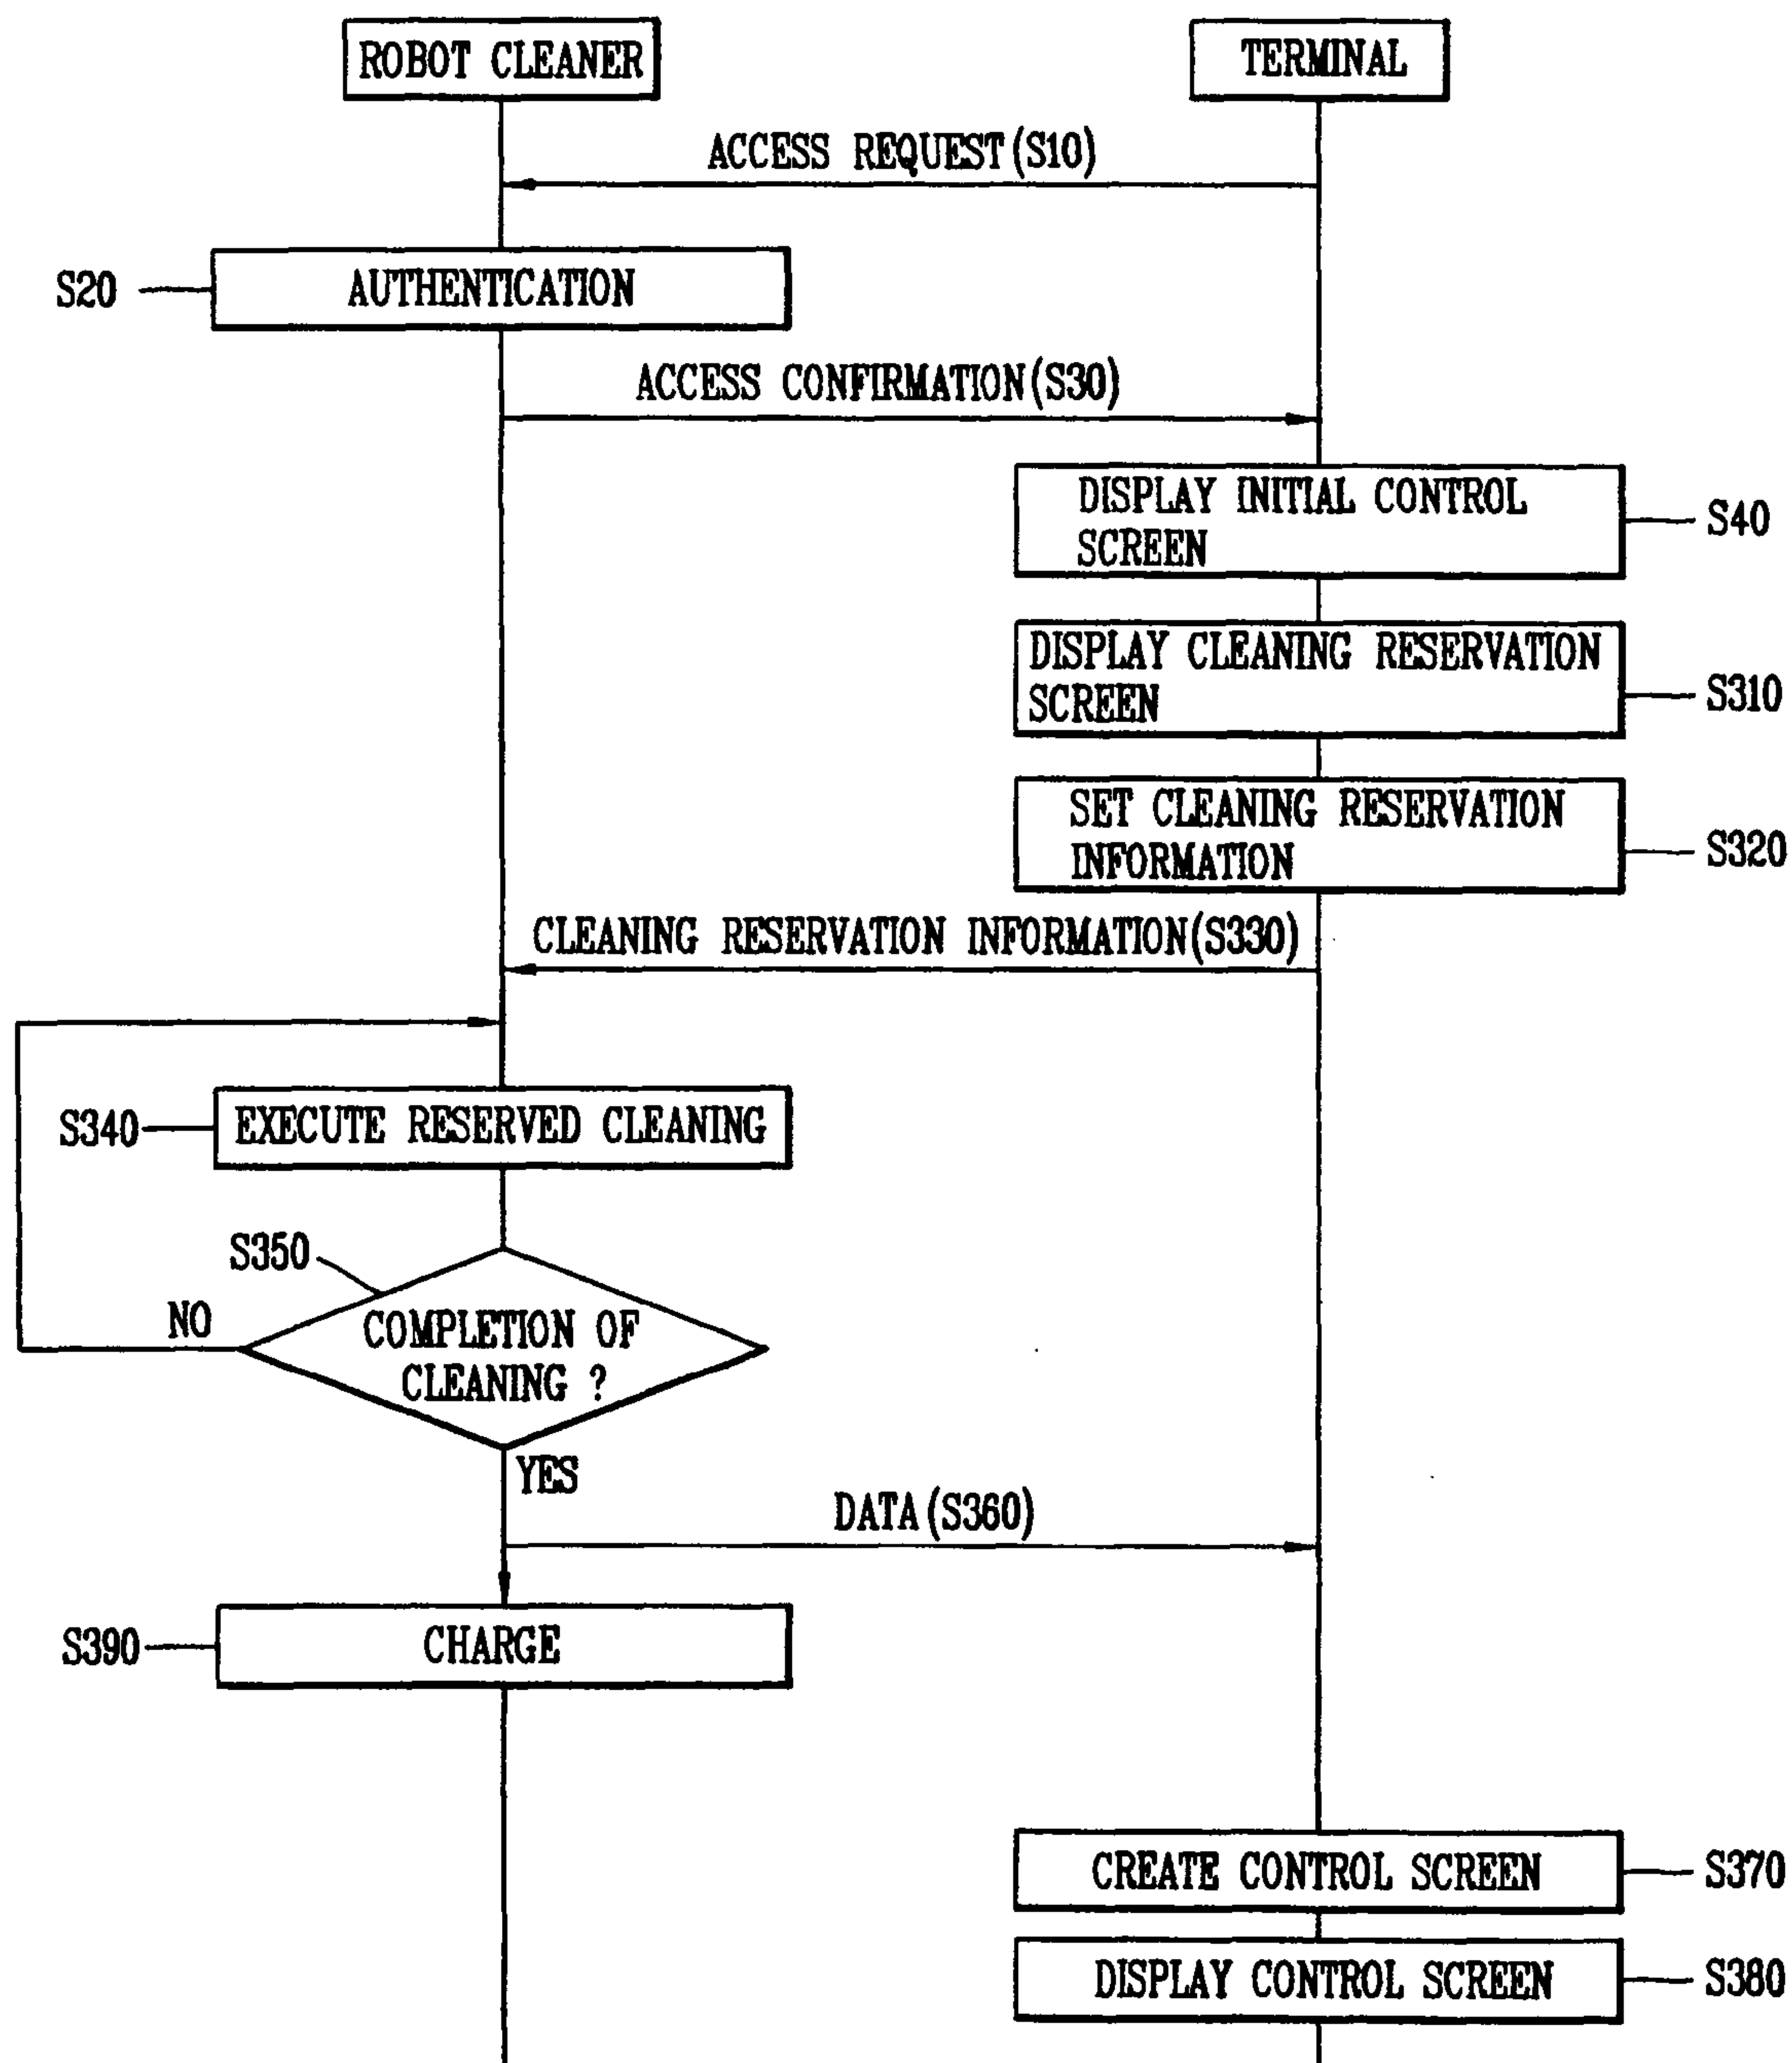 ROBOT CLEANER
TERMINAL
ACCESS REQUEST(S10)
S20
AUTHENTICATION
ACCESS CONFIRMATION(S30)
DISPLAY INITIAL CONTROL
SCREEN
S40
DISPLAY CLEANING RESERVATION
SCREEN
S310
SET CLEANING RESERVATION
INFORMATION
S320
CLEANING RESERVATION INFORMATION(S330)
S340
EXECUTE RESERVED CLEANING
S350
NO
COMPLETION OF
CLEANING ?
YES
DATA(S360)
S390
CHARGE
CREATE CONTROL SCREEN
S370
DISPLAY CONTROL SCREEN
S380